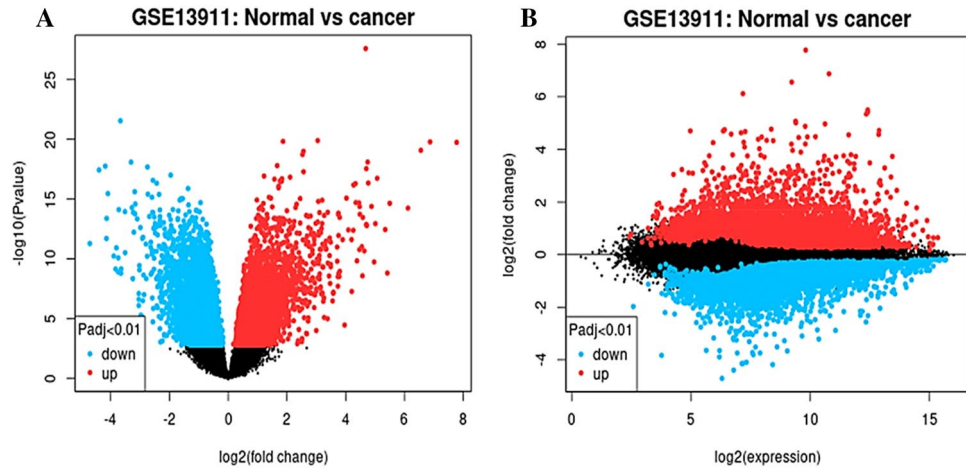 A
GSE13911: Normal vs cancer
-log10(Pvalue)
25
20
15
10
5
0
Padj<0.01
down
up
-4
-2
0
2
4
6
8
log2(fold change)
B
GSE13911: Normal vs cancer
log2(fold change)
8
6
4
2
0
-2
-4
Padj<0.01
down
up
0
5
10
15
log2(expression)